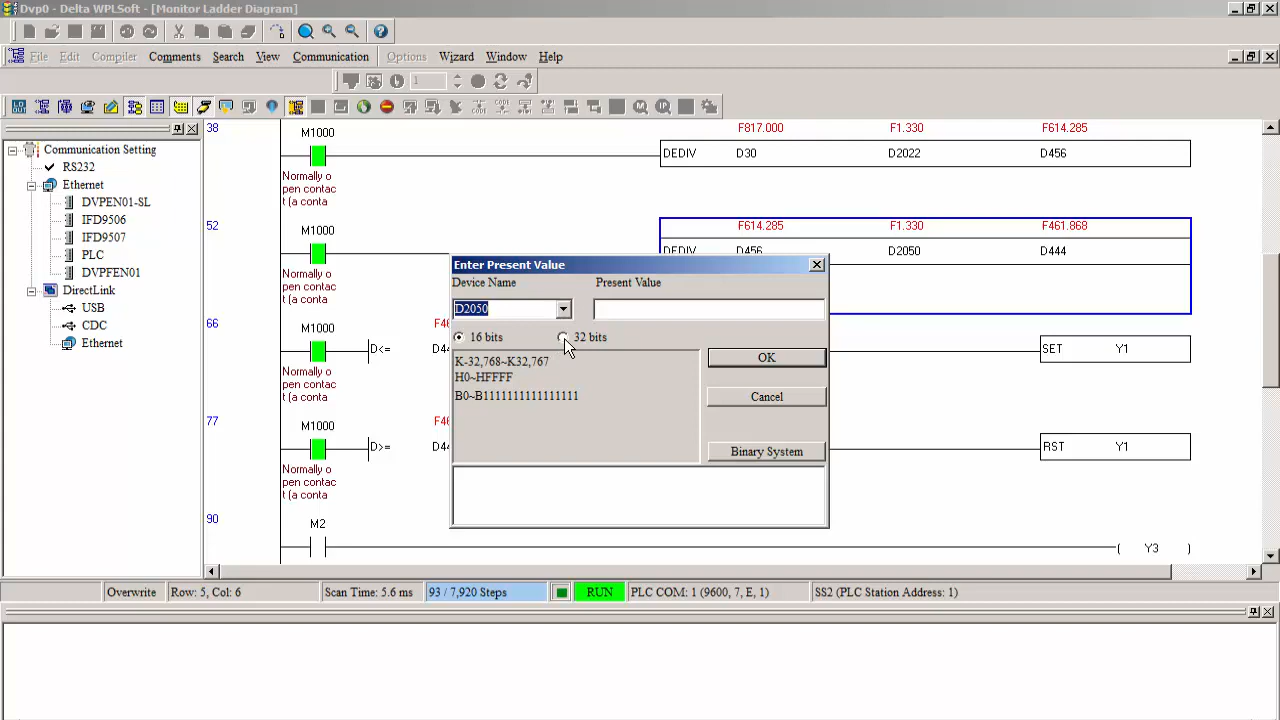 Dvp0 - Delta WPLSoft - [Monitor Ladder Diagram]
File Edit Compiler Comments Search View Communication Options Wizard Window Help
1
Communication Setting
RS232
Ethernet
DVPEN01-SL
IFD9506
IFD9507
PLC
DVPFEN01
DirectLink
USB
CDC
Ethernet
38
M1000
Normally o
pen contac
t (a conta
F817.000 F1.330 F614.285
DEDIV D30 D2022 D456
52
M1000
Normally o
pen contac
t (a conta
F614.285 F1.330 F461.868
DEDIV D456 D2050 D444
66
M1000
D<=
SET Y1
77
M1000
Normally o
pen contac
t (a conta
D>=
RST Y1
90
M2
( Y3 )
Enter Present Value
Device Name Present Value
D2050
16 bits 32 bits
K-32,768~K32,767
H0~HFFFF
B0~B1111111111111111
OK
Cancel
Binary System
Overwrite Row: 5, Col: 6 Scan Time: 5.6 ms 93 / 7,920 Steps RUN PLC COM: 1 (9600, 7, E, 1) SS2 (PLC Station Address: 1)